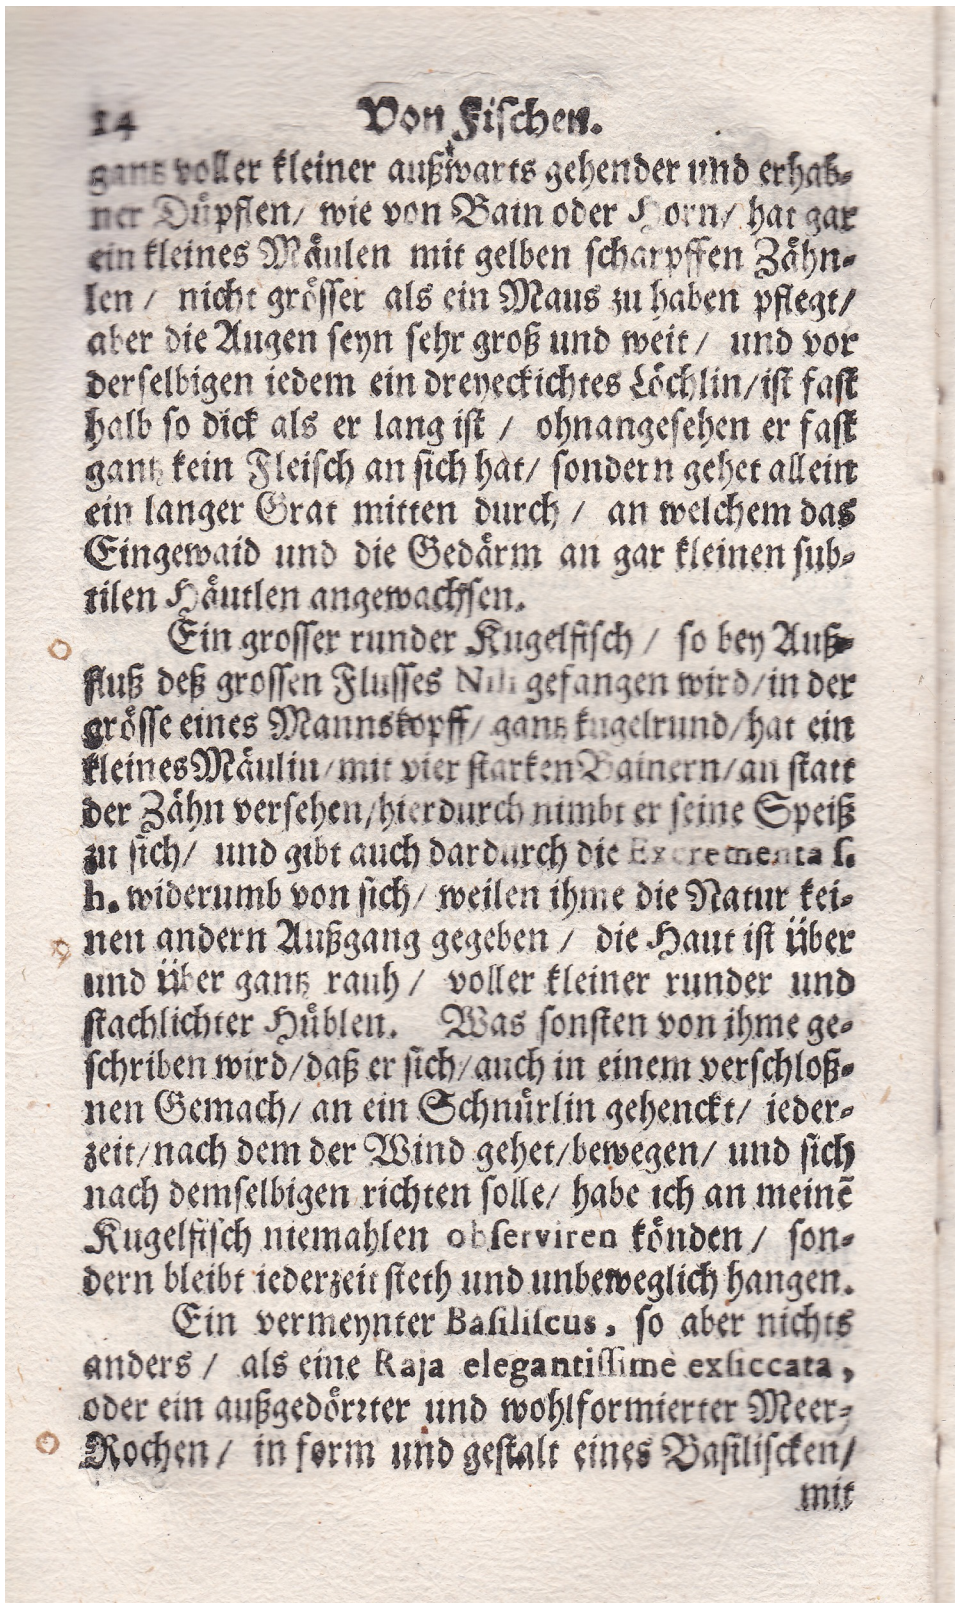 14 Von Fischen.
gantz voller kleiner außwarts gehender und erhab-
ner Düpflen/ wie von Bain oder Horn/ hat gar
ein kleines Mäulen mit gelben scharpffen Zähn-
len/ nicht grösser als ein Maus zu haben pflegt/
aber die Augen seyn sehr groß und weit/ und vor
derselbigen iedem ein dreyeckichtes Löchlin/ist fast
halb so dick als er lang ist/ ohnangesehen er fast
gantz kein Fleisch an sich hat/ sondern gehet allein
ein langer Grat mitten durch/ an welchem das
Eingewaid und die Gedärm an gar kleinen sub-
tilen Häutlen angewachsen.
Ein grosser runder Kugelfisch/ so bey Auß-
fluß deß grossen Flusses Nili gefangen wird/in der
grösse eines Mannskopff/ gantz kugelrund/hat ein
kleines Mäulin/mit vier starken Bainern/an statt
der Zähn versehen/hierdurch nimbt er seine Speiß
zu sich/ und gibt auch dardurch die Excrementa s.
h. widerumb von sich/ weilen ihme die Natur kei-
nen andern Außgang gegeben/ die Haut ist über
und über gantz rauh/ voller kleiner runder und
stachlichter Hüblen. Was sonsten von ihme ge-
schriben wird/daß er sich/auch in einem verschloß-
nen Gemach/ an ein Schnürlin gehenckt/ ieder-
zeit/nach dem der Wind gehet/bewegen/ und sich
nach demselbigen richten solle/ habe ich an meinē
Kugelfisch niemahlen observiren könden/ son-
dern bleibt iederzeit steth und unbeweglich hangen.
Ein vermeynter Basiliscus, so aber nichts
anders/ als eine Raja elegantissimè exsiccata,
oder ein außgedörrter und wohlformierter Meer-
Rochen/ in form und gestalt eines Basiliscken/
mit